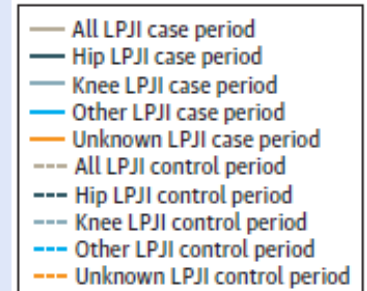 All LPJI case period
Hip LPJI case period
Knee LPJI case period
Other LPJI case period
Unknown LPJI case period
All LPJI control period
Hip LPJI control period
Knee LPJI control period
Other LPJI control period
Unknown LPJI control period